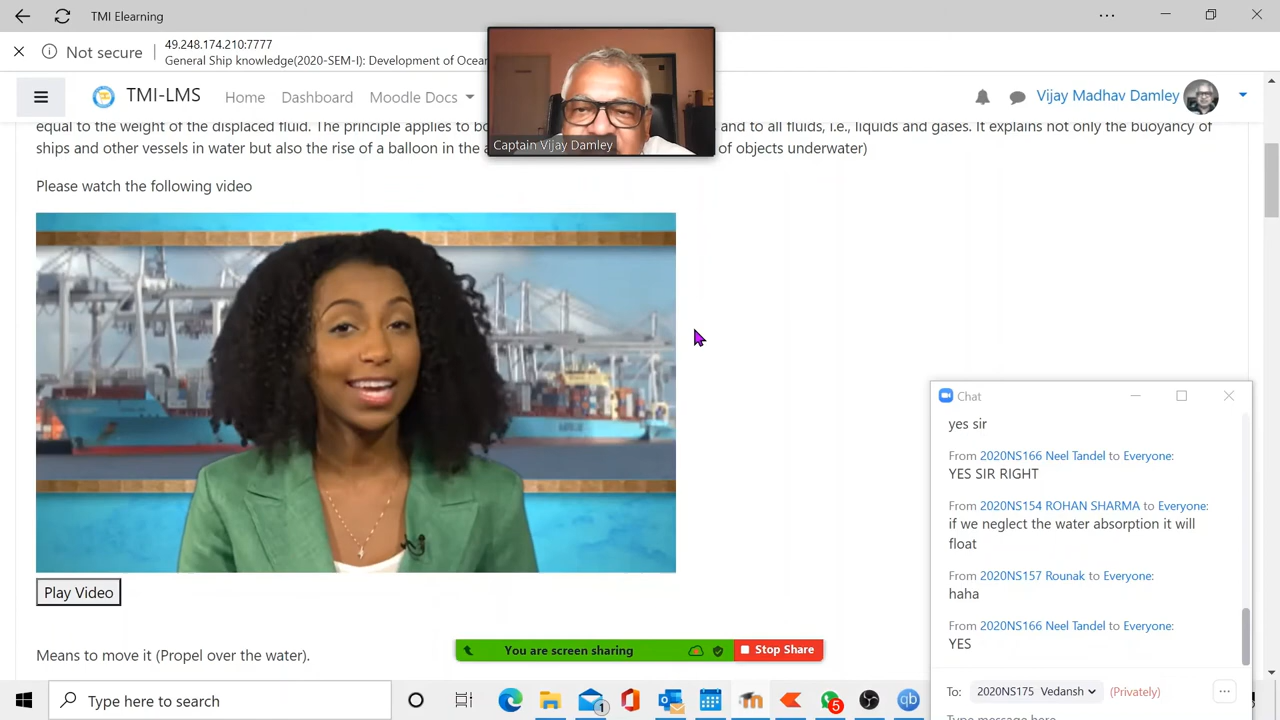 TMI Elearning
Not secure
49.248.174.210:7777
General Ship knowledge(2020-SEM-I): Development of Ocea
TMI-LMS
Home
Dashboard
Moodle Docs
Vijay Madhav Damley
Captain Vijay Damley
equal to the weight of the displaced fluid. The principle applies to bo and to all fluids, i.e., liquids and gases. It explains not only the buoyancy of
ships and other vessels in water but also the rise of a balloon in the a of objects underwater)
Please watch the following video
Play Video
Means to move it (Propel over the water).
You are screen sharing
Stop Share
Chat
yes sir
From 2020NS166 Neel Tandel to Everyone:
YES SIR RIGHT
From 2020NS154 ROHAN SHARMA to Everyone:
if we neglect the water absorption it will
float
From 2020NS157 Rounak to Everyone:
haha
From 2020NS166 Neel Tandel to Everyone:
YES
To: 2020NS175 Vedansh (Privately)
Type message here
Type here to search
1
5
qb